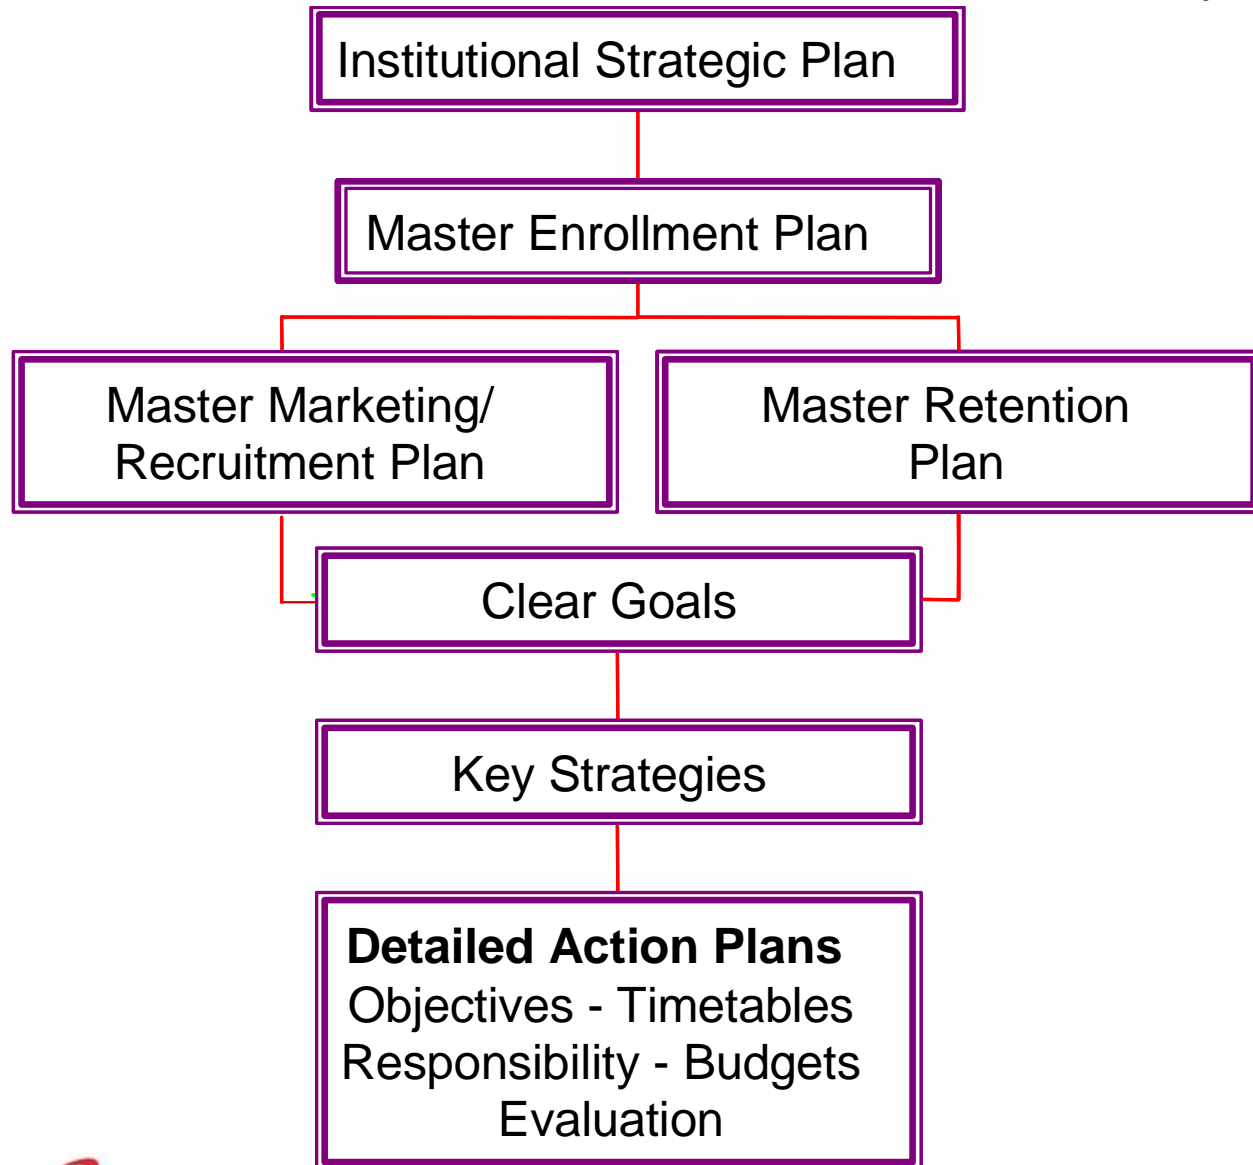 Institutional Strategic Plan
Master Enrollment Plan
Master Marketing/
Recruitment Plan
Master Retention
Plan
Clear Goals
Key Strategies
Detailed Action Plans
Objectives - Timetables
Responsibility - Budgets
Evaluation